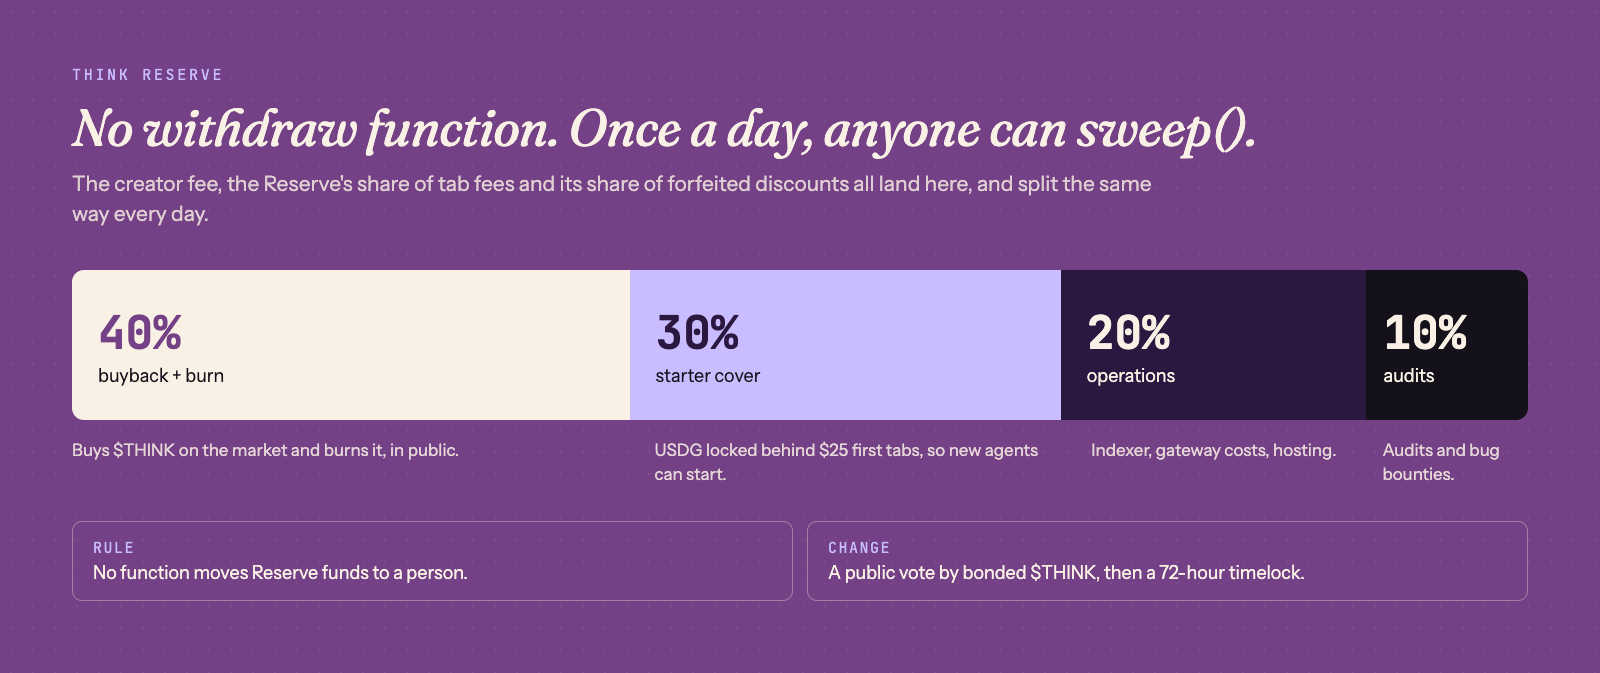 THINK RESERVE
No withdraw function. Once a day, anyone can sweep().
The creator fee, the Reserve's share of tab fees and its share of forfeited discounts all land here, and split the same
way every day.
40%
buyback + burn
30%
starter cover
20%
operations
10%
audits
Buys $THINK on the market and burns it, in public.
USDG locked behind $25 first tabs, so new agents
can start.
Indexer, gateway costs, hosting.
Audits and bug
bounties.
RULE
No function moves Reserve funds to a person.
CHANGE
A public vote by bonded $THINK, then a 72-hour timelock.